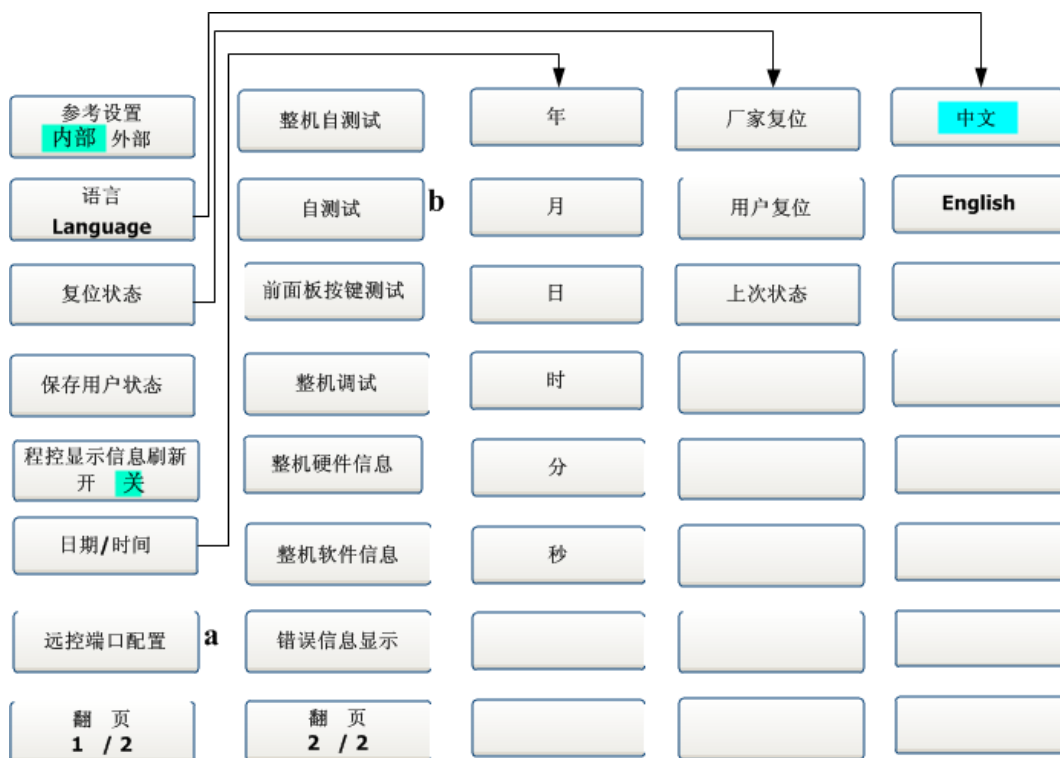 参考设置
内部 外部
语言
Language
复位状态
保存用户状态
程控显示信息刷新
开 关
日期/时间
远控端口配置
a
翻 页
1 / 2
整机自测试
自测试
b
前面板按键测试
整机调试
整机硬件信息
整机软件信息
错误信息显示
翻 页
2 / 2
年
月
日
时
分
秒
厂家复位
用户复位
上次状态
中文
English